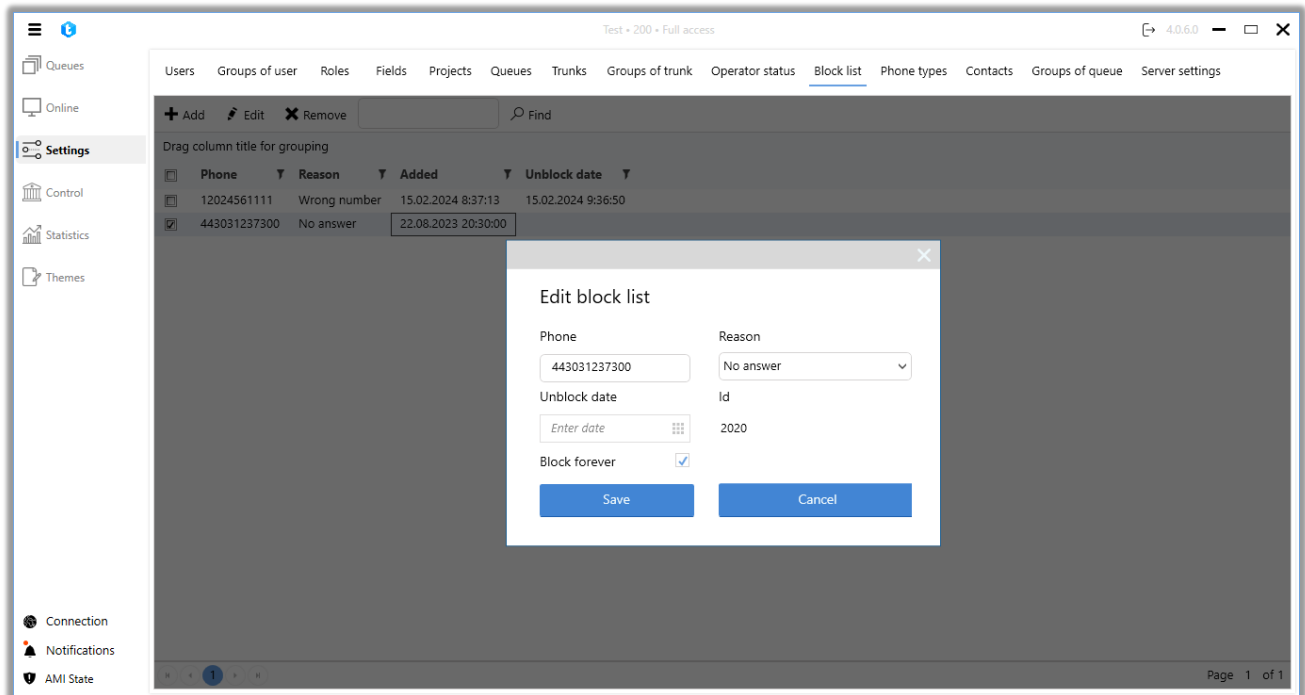 Test • 200 • Full access
4.0.6.0
Queues
Online
Settings
Control
Statistics
Themes
Connection
Notifications
AMI State
Users Groups of user Roles Fields Projects Queues Trunks Groups of trunk Operator status Block list Phone types Contacts Groups of queue Server settings
Add Edit Remove Find
Drag column title for grouping
Phone Reason Added Unblock date
12024561111 Wrong number 15.02.2024 8:37:13 15.02.2024 9:36:50
443031237300 No answer 22.08.2023 20:30:00
Edit block list
Phone Reason
443031237300 No answer
Unblock date Id
Enter date 2020
Block forever
Save Cancel
1
Page 1 of 1